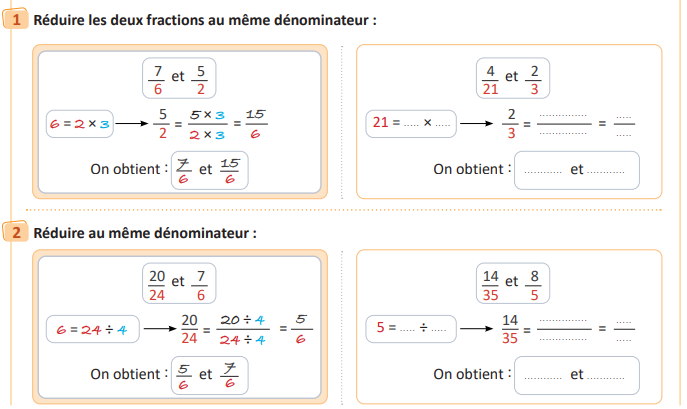 1 Réduire les deux fractions au même dénominateur :
7/6 et 5/2
6 = 2 × 3 → 5/2 = (5 × 3)/(2 × 3) = 15/6
On obtient : 7/6 et 15/6
4/21 et 2/3
21 = ..... × ..... → 2/3 = ............../.............. = ...../.....
On obtient : ............ et ............
2 Réduire au même dénominateur :
20/24 et 7/6
6 = 24 ÷ 4 → 20/24 = (20 ÷ 4)/(24 ÷ 4) = 5/6
On obtient : 5/6 et 7/6
14/35 et 8/5
5 = ..... ÷ ..... → 14/35 = ............../.............. = ...../.....
On obtient : ............ et ............